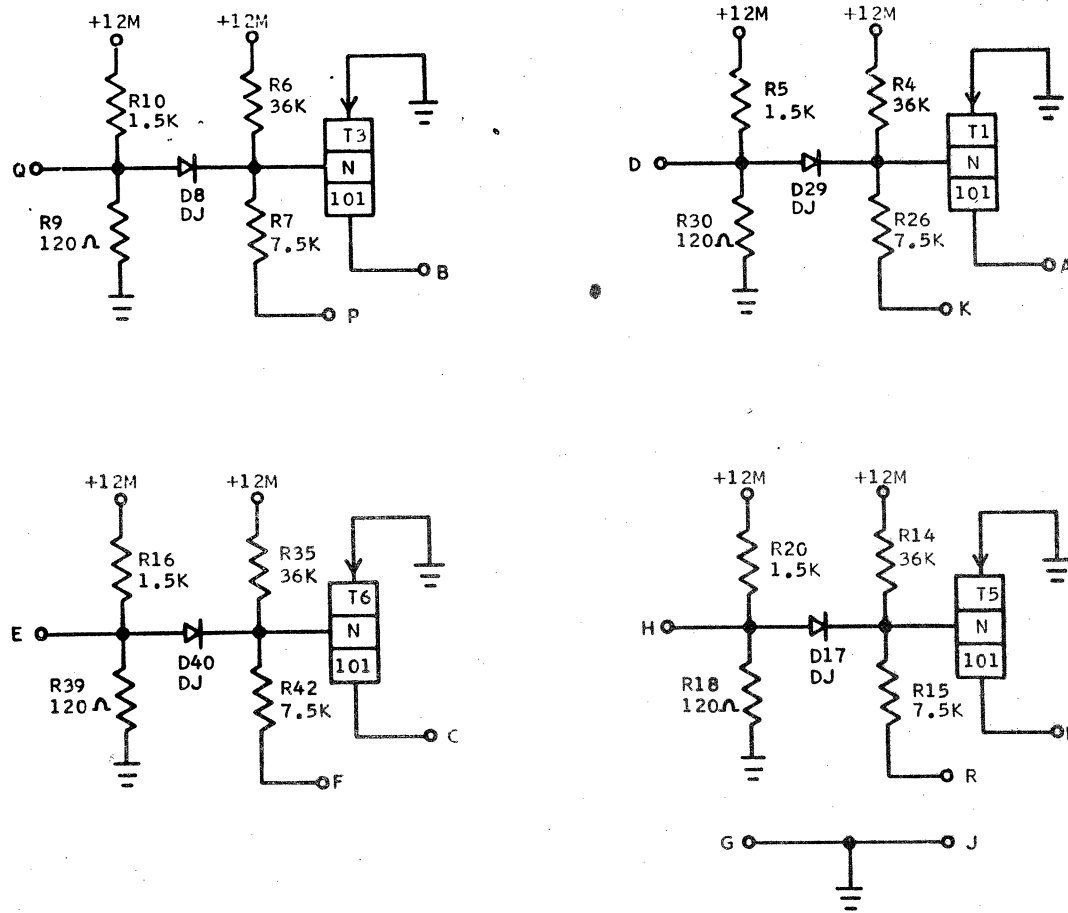 +12M
+12M
R10
1.5K
R6
36K
T3
N
101
Q
D8
DJ
R9
120Ω
R7
7.5K
B
P
+12M
+12M
R5
1.5K
R4
36K
T1
N
101
D
D29
DJ
R30
120Ω
R26
7.5K
A
K
+12M
+12M
R16
1.5K
R35
36K
T6
N
101
E
D40
DJ
R39
120Ω
R42
7.5K
C
F
+12M
+12M
R20
1.5K
R14
36K
T5
N
101
H
D17
DJ
R18
120Ω
R15
7.5K
R
G
J